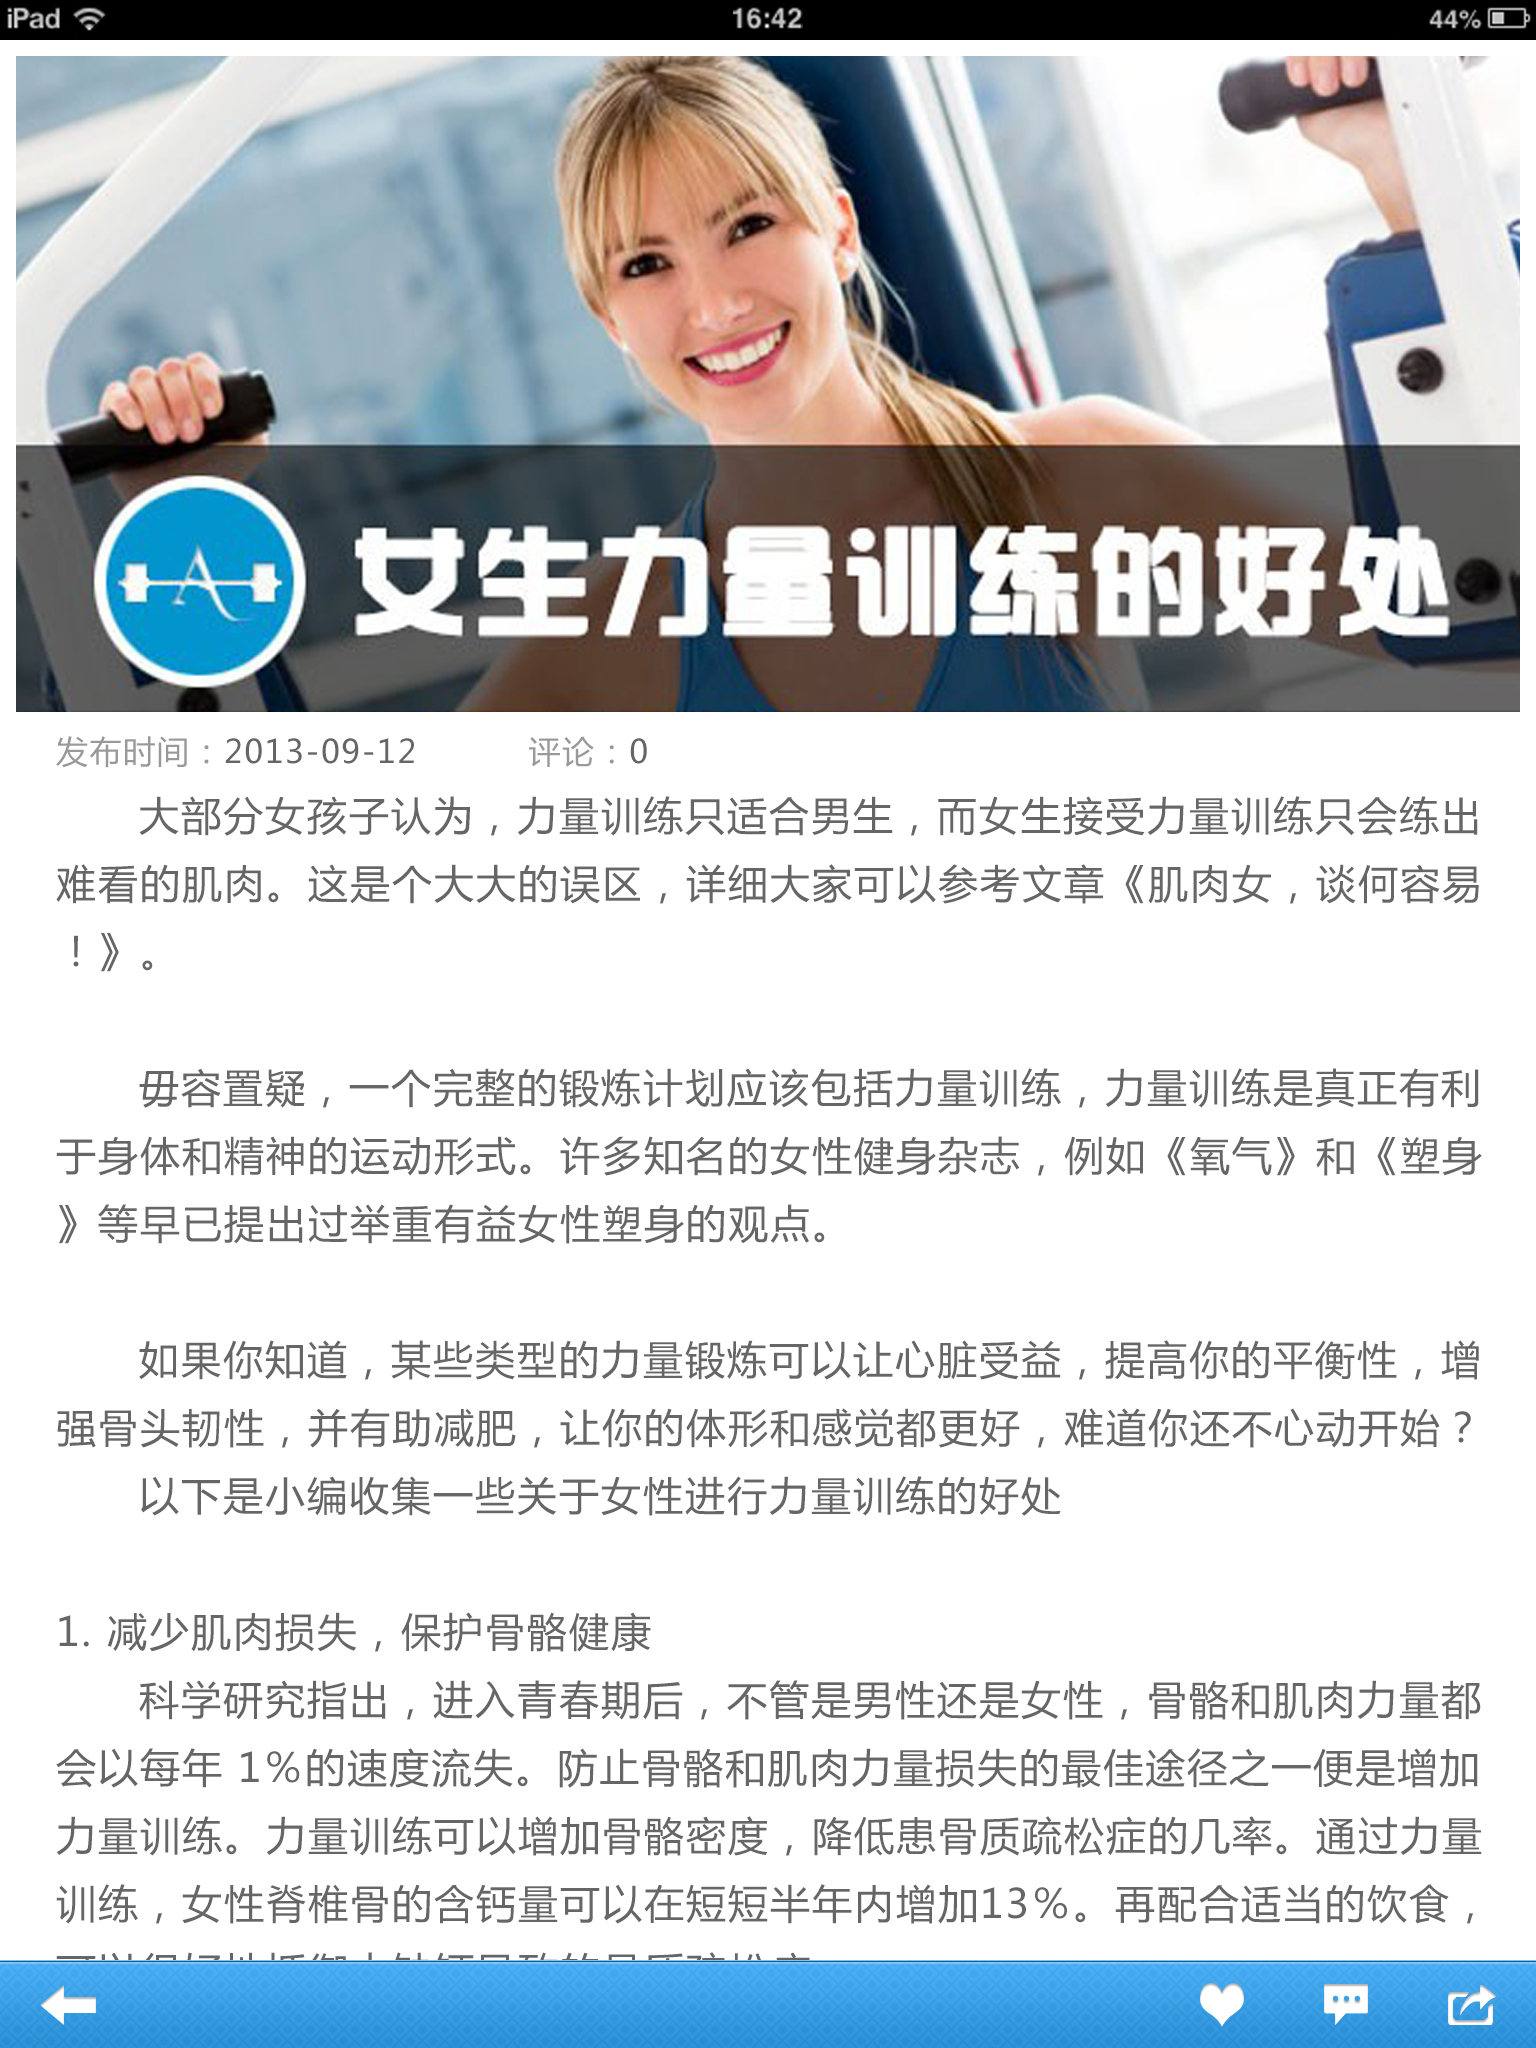 iPad
16:42
44%
A
女生力量训练的好处
发布时间：2013-09-12 评论：0
大部分女孩子认为，力量训练只适合男生，而女生接受力量训练只会练出
难看的肌肉。这是个大大的误区，详细大家可以参考文章《肌肉女，谈何容易
！》。
毋容置疑，一个完整的锻炼计划应该包括力量训练，力量训练是真正有利
于身体和精神的运动形式。许多知名的女性健身杂志，例如《氧气》和《塑身
》等早已提出过举重有益女性塑身的观点。
如果你知道，某些类型的力量锻炼可以让心脏受益，提高你的平衡性，增
强骨头韧性，并有助减肥，让你的体形和感觉都更好，难道你还不心动开始？
以下是小编收集一些关于女性进行力量训练的好处
1. 减少肌肉损失，保护骨骼健康
科学研究指出，进入青春期后，不管是男性还是女性，骨骼和肌肉力量都
会以每年 1%的速度流失。防止骨骼和肌肉力量损失的最佳途径之一便是增加
力量训练。力量训练可以增加骨骼密度，降低患骨质疏松症的几率。通过力量
训练，女性脊椎骨的含钙量可以在短短半年内增加13%。再配合适当的饮食，